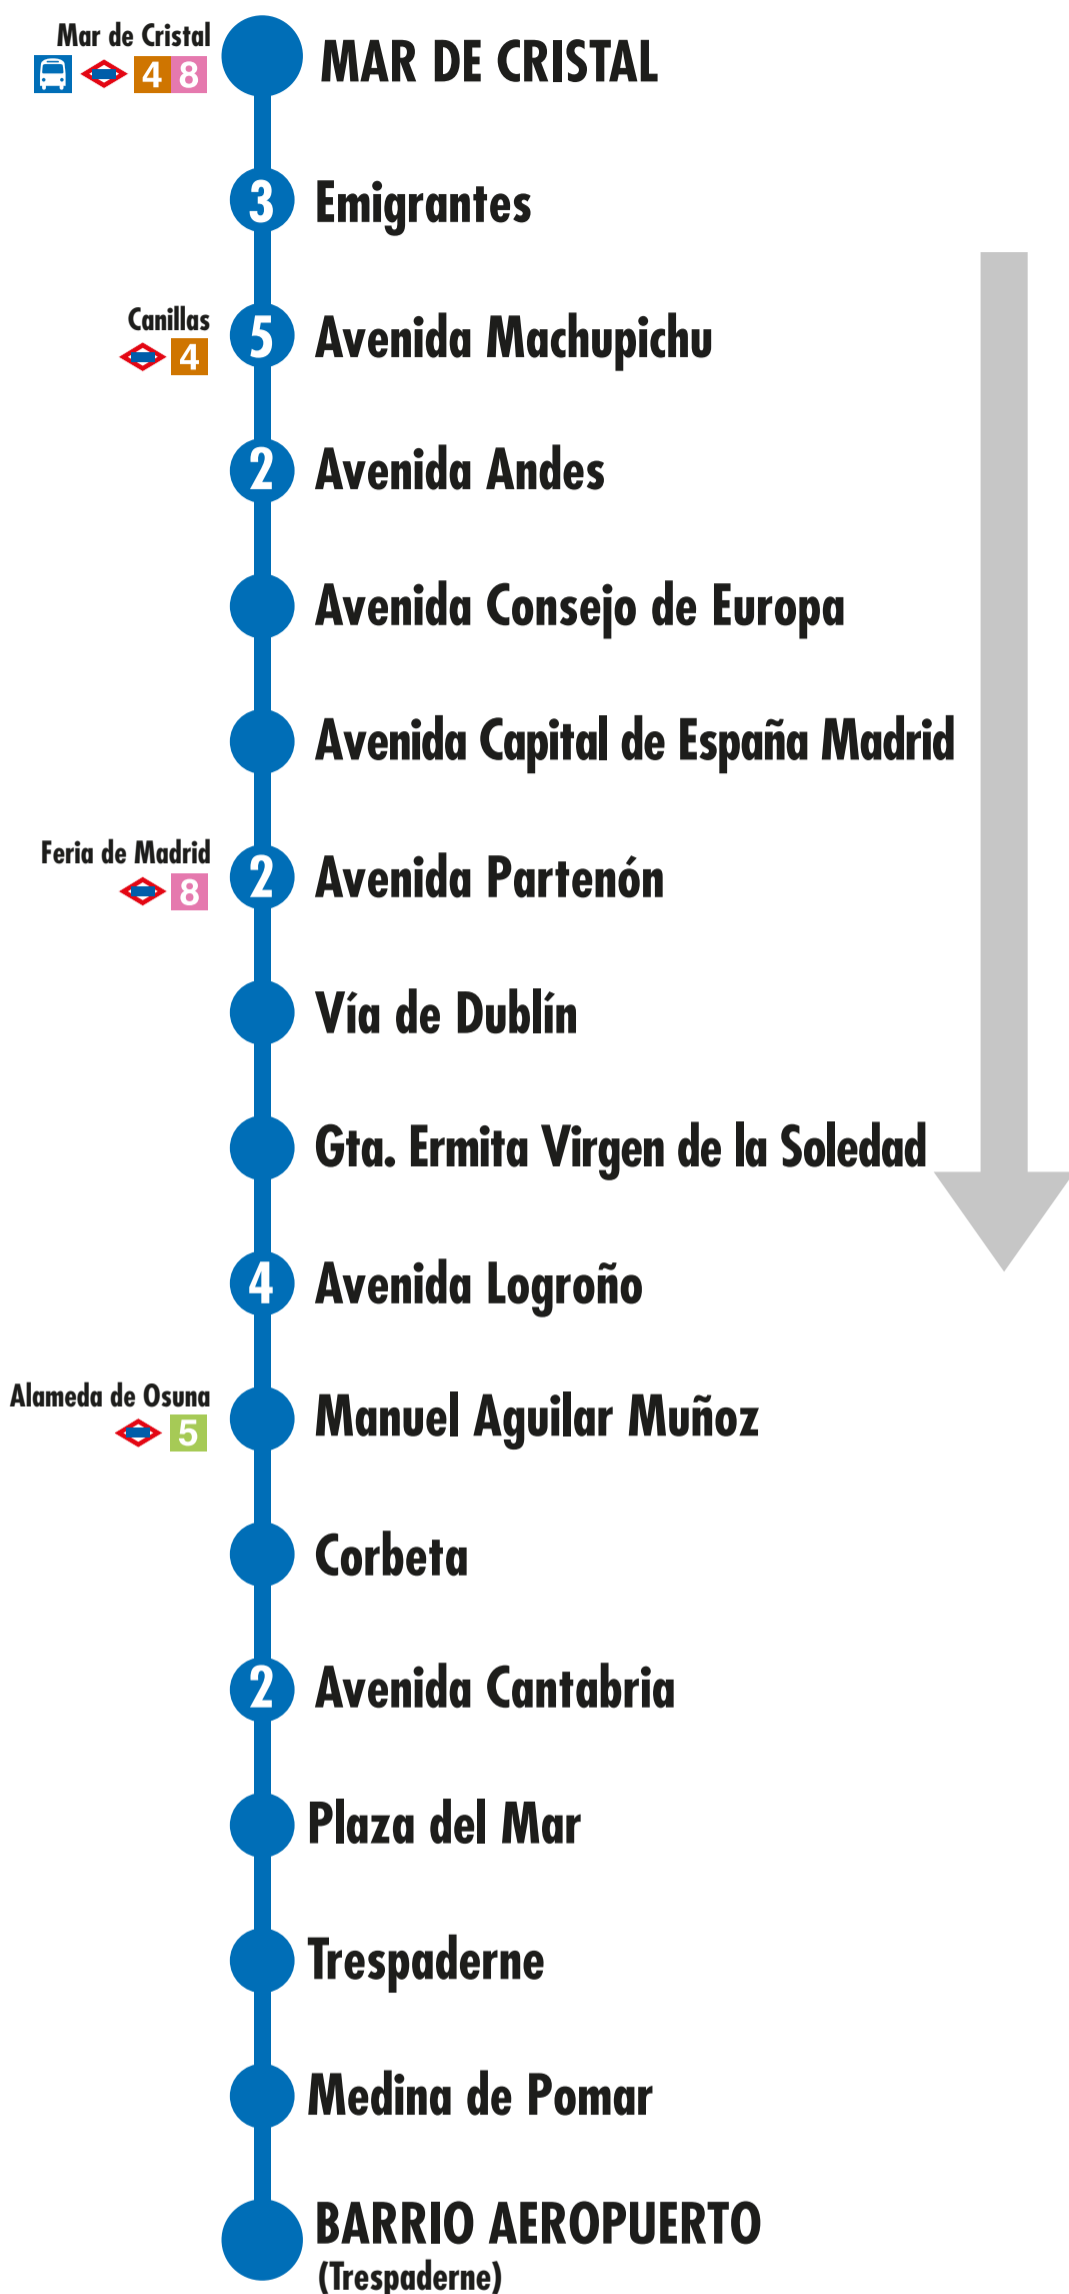 Mar de Cristal
4 8
MAR DE CRISTAL
3 Emigrantes
Canillas
4
5 Avenida Machupichu
2 Avenida Andes
Avenida Consejo de Europa
Avenida Capital de España Madrid
Feria de Madrid
8
2 Avenida Partenón
Vía de Dublín
Gta. Ermita Virgen de la Soledad
4 Avenida Logroño
Alameda de Osuna
5
Manuel Aguilar Muñoz
Corbeta
2 Avenida Cantabria
Plaza del Mar
Trespaderne
Medina de Pomar
BARRIO AEROPUERTO
(Trespaderne)